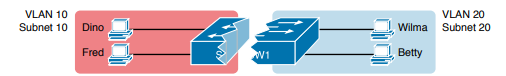 VLAN 10
Subnet 10
Dino
Fred
S
W1
Wilma
Betty
VLAN 20
Subnet 20